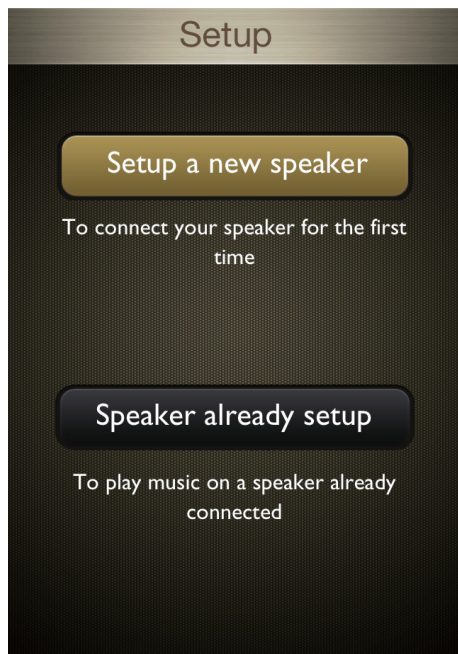 Setup
Setup a new speaker
To connect your speaker for the first
time
Speaker already setup
To play music on a speaker already
connected